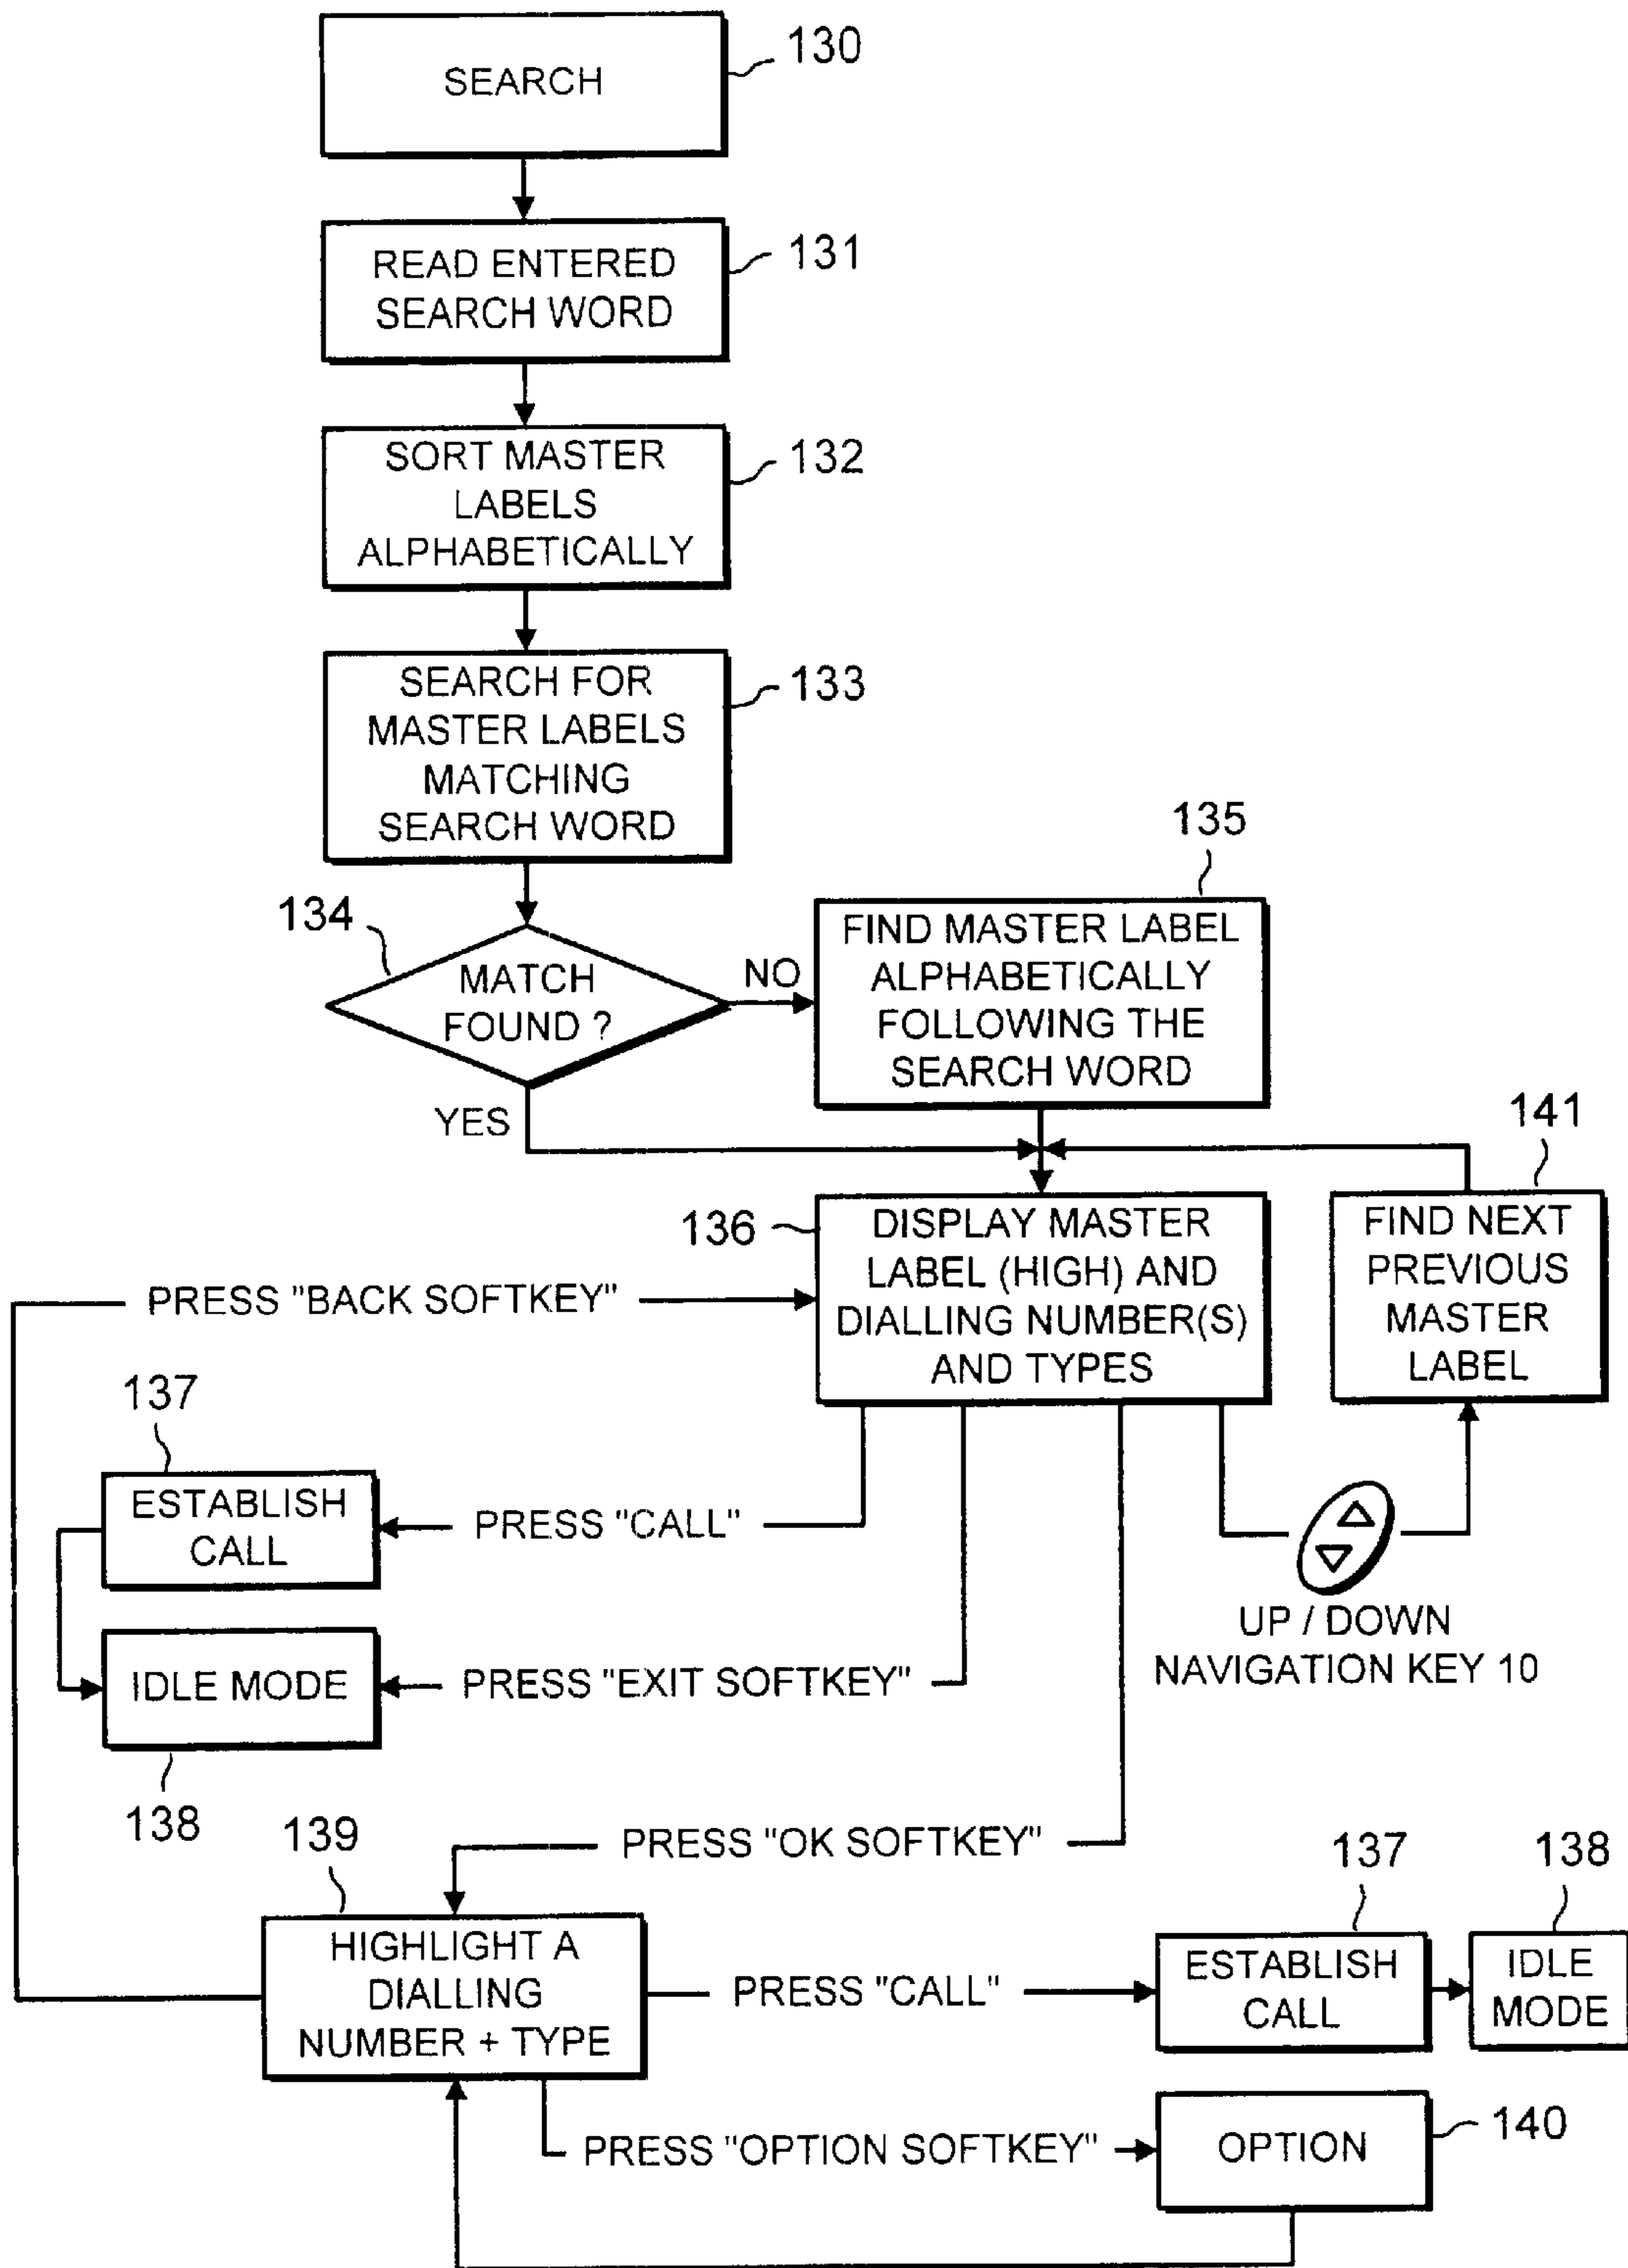 SEARCH
130
READ ENTERED
SEARCH WORD
131
SORT MASTER
LABELS
ALPHABETICALLY
132
SEARCH FOR
MASTER LABELS
MATCHING
SEARCH WORD
133
134
MATCH
FOUND ?
NO
YES
135
FIND MASTER LABEL
ALPHABETICALLY
FOLLOWING THE
SEARCH WORD
141
FIND NEXT
PREVIOUS
MASTER
LABEL
136
DISPLAY MASTER
LABEL (HIGH) AND
DIALLING NUMBER(S)
AND TYPES
PRESS "BACK SOFTKEY"
137
ESTABLISH
CALL
PRESS "CALL"
UP / DOWN
NAVIGATION KEY 10
IDLE MODE
PRESS "EXIT SOFTKEY"
138
139
PRESS "OK SOFTKEY"
HIGHLIGHT A
DIALLING
NUMBER + TYPE
PRESS "CALL"
137
ESTABLISH
CALL
138
IDLE
MODE
PRESS "OPTION SOFTKEY"
OPTION
140